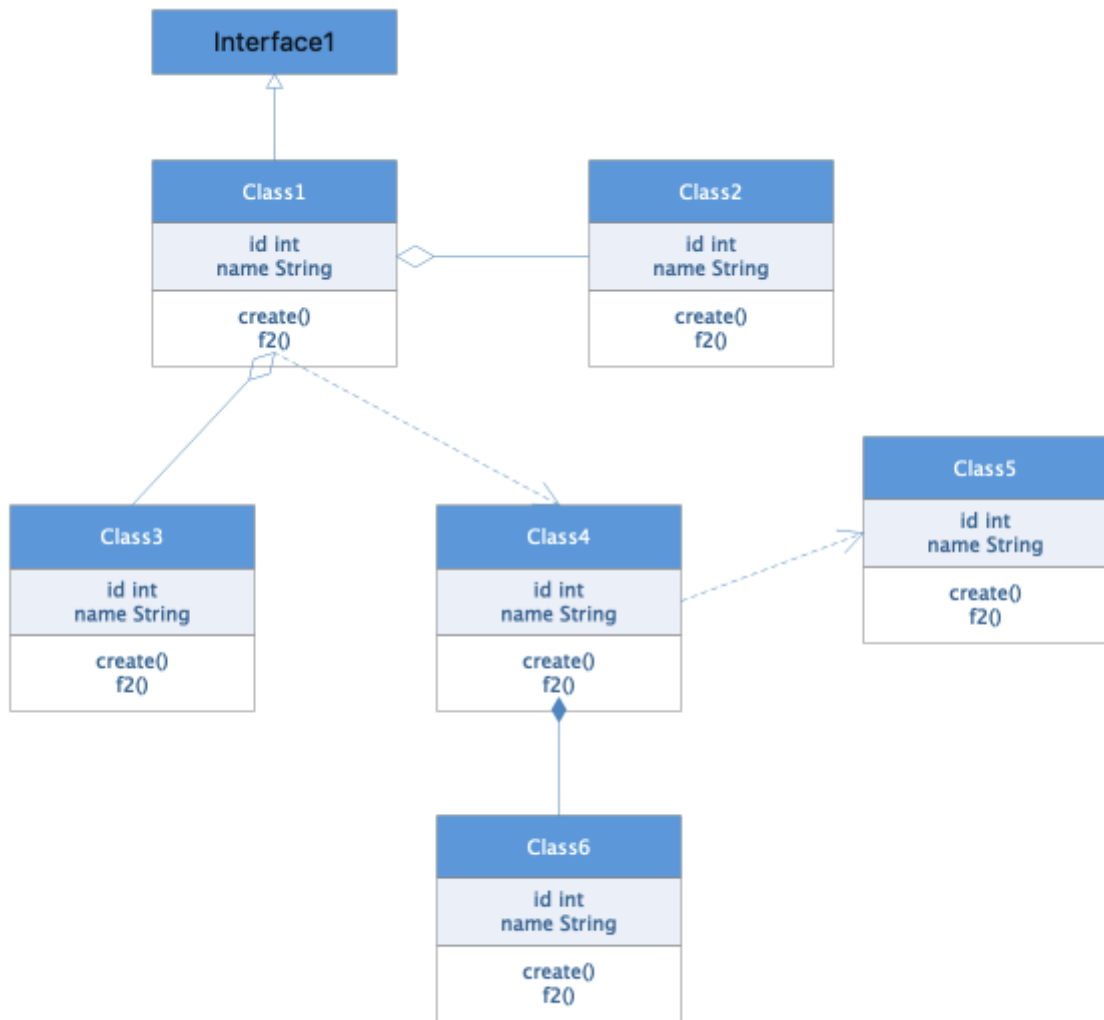 Interface1
Class1
id int
name String
create()
f2()
Class2
id int
name String
create()
f2()
Class3
id int
name String
create()
f2()
Class4
id int
name String
create()
f2()
Class5
id int
name String
create()
f2()
Class6
id int
name String
create()
f2()